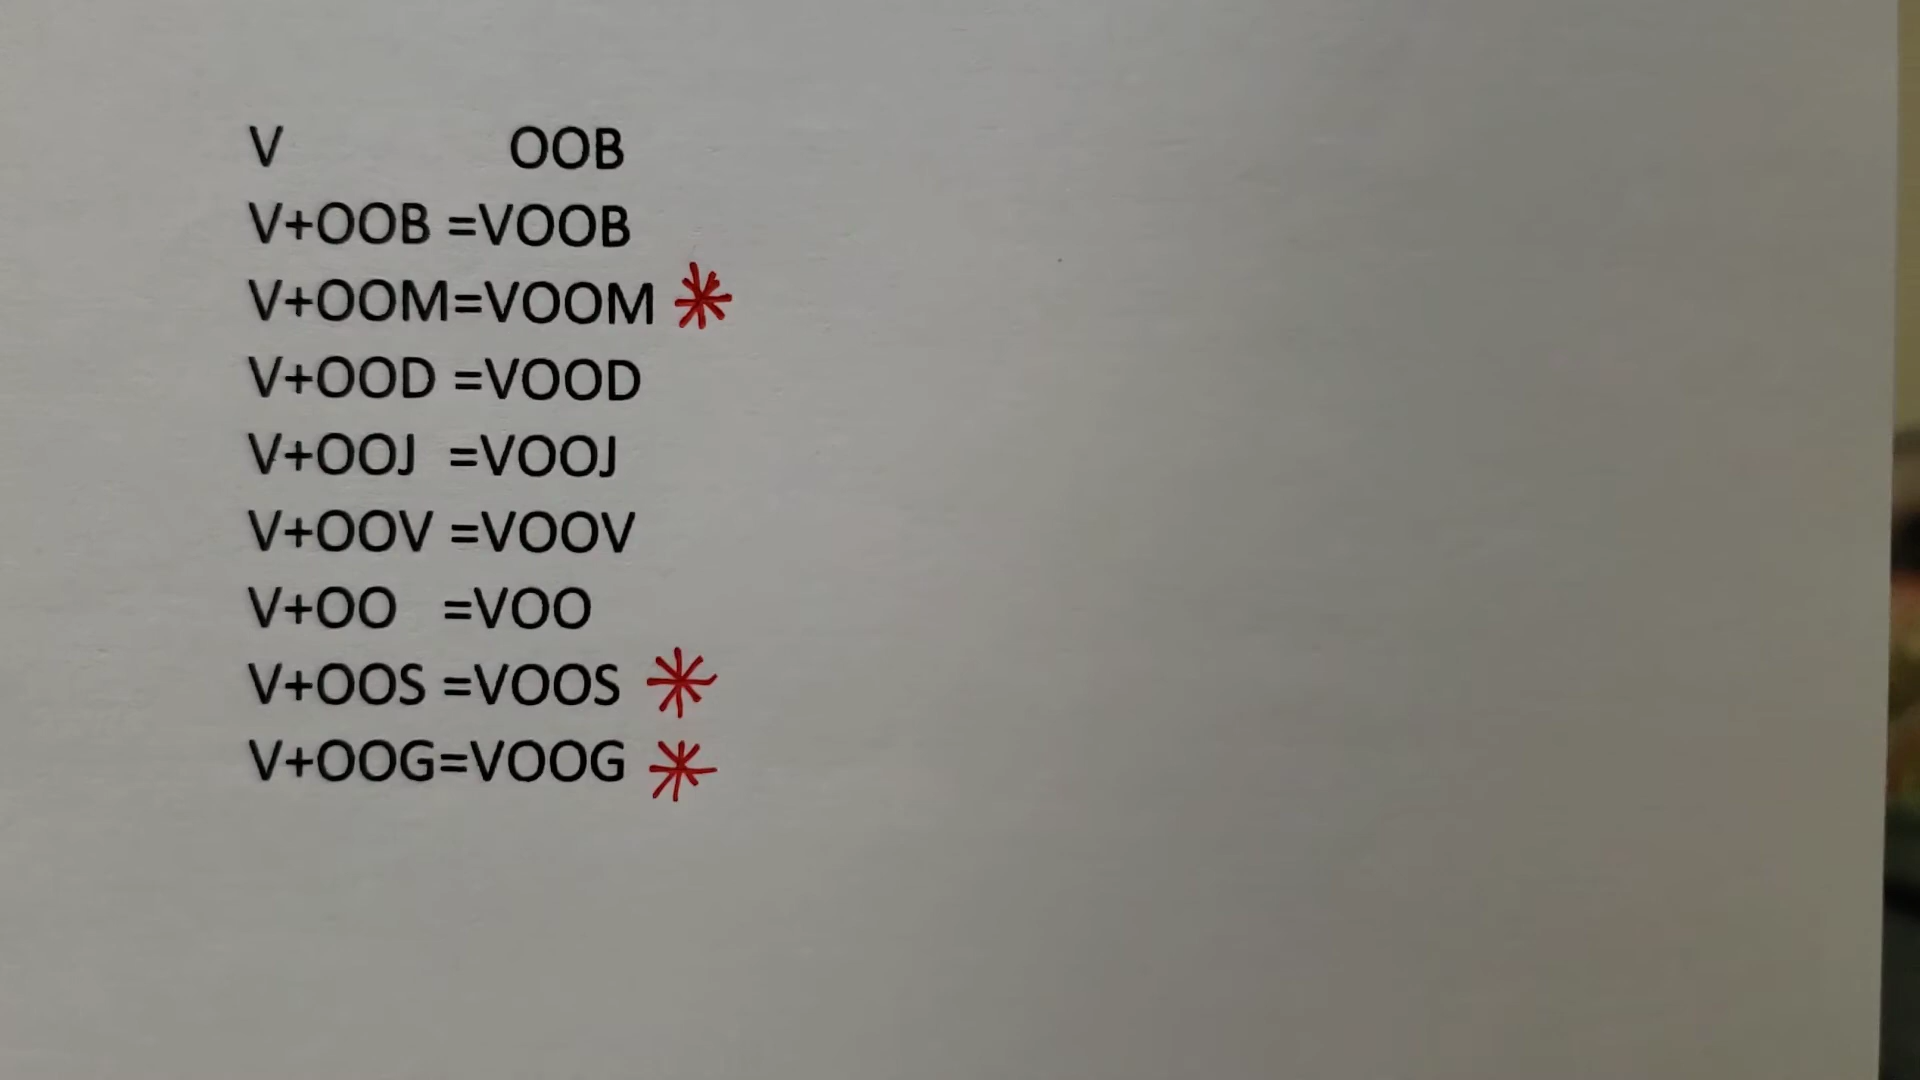 V OOB
V+OOB =VOOB
V+OOM=VOOM *
V+OOD =VOOD
V+OOJ =VOOJ
V+OOV =VOOV
V+OO =VOO
V+OOS =VOOS *
V+OOG=VOOG *